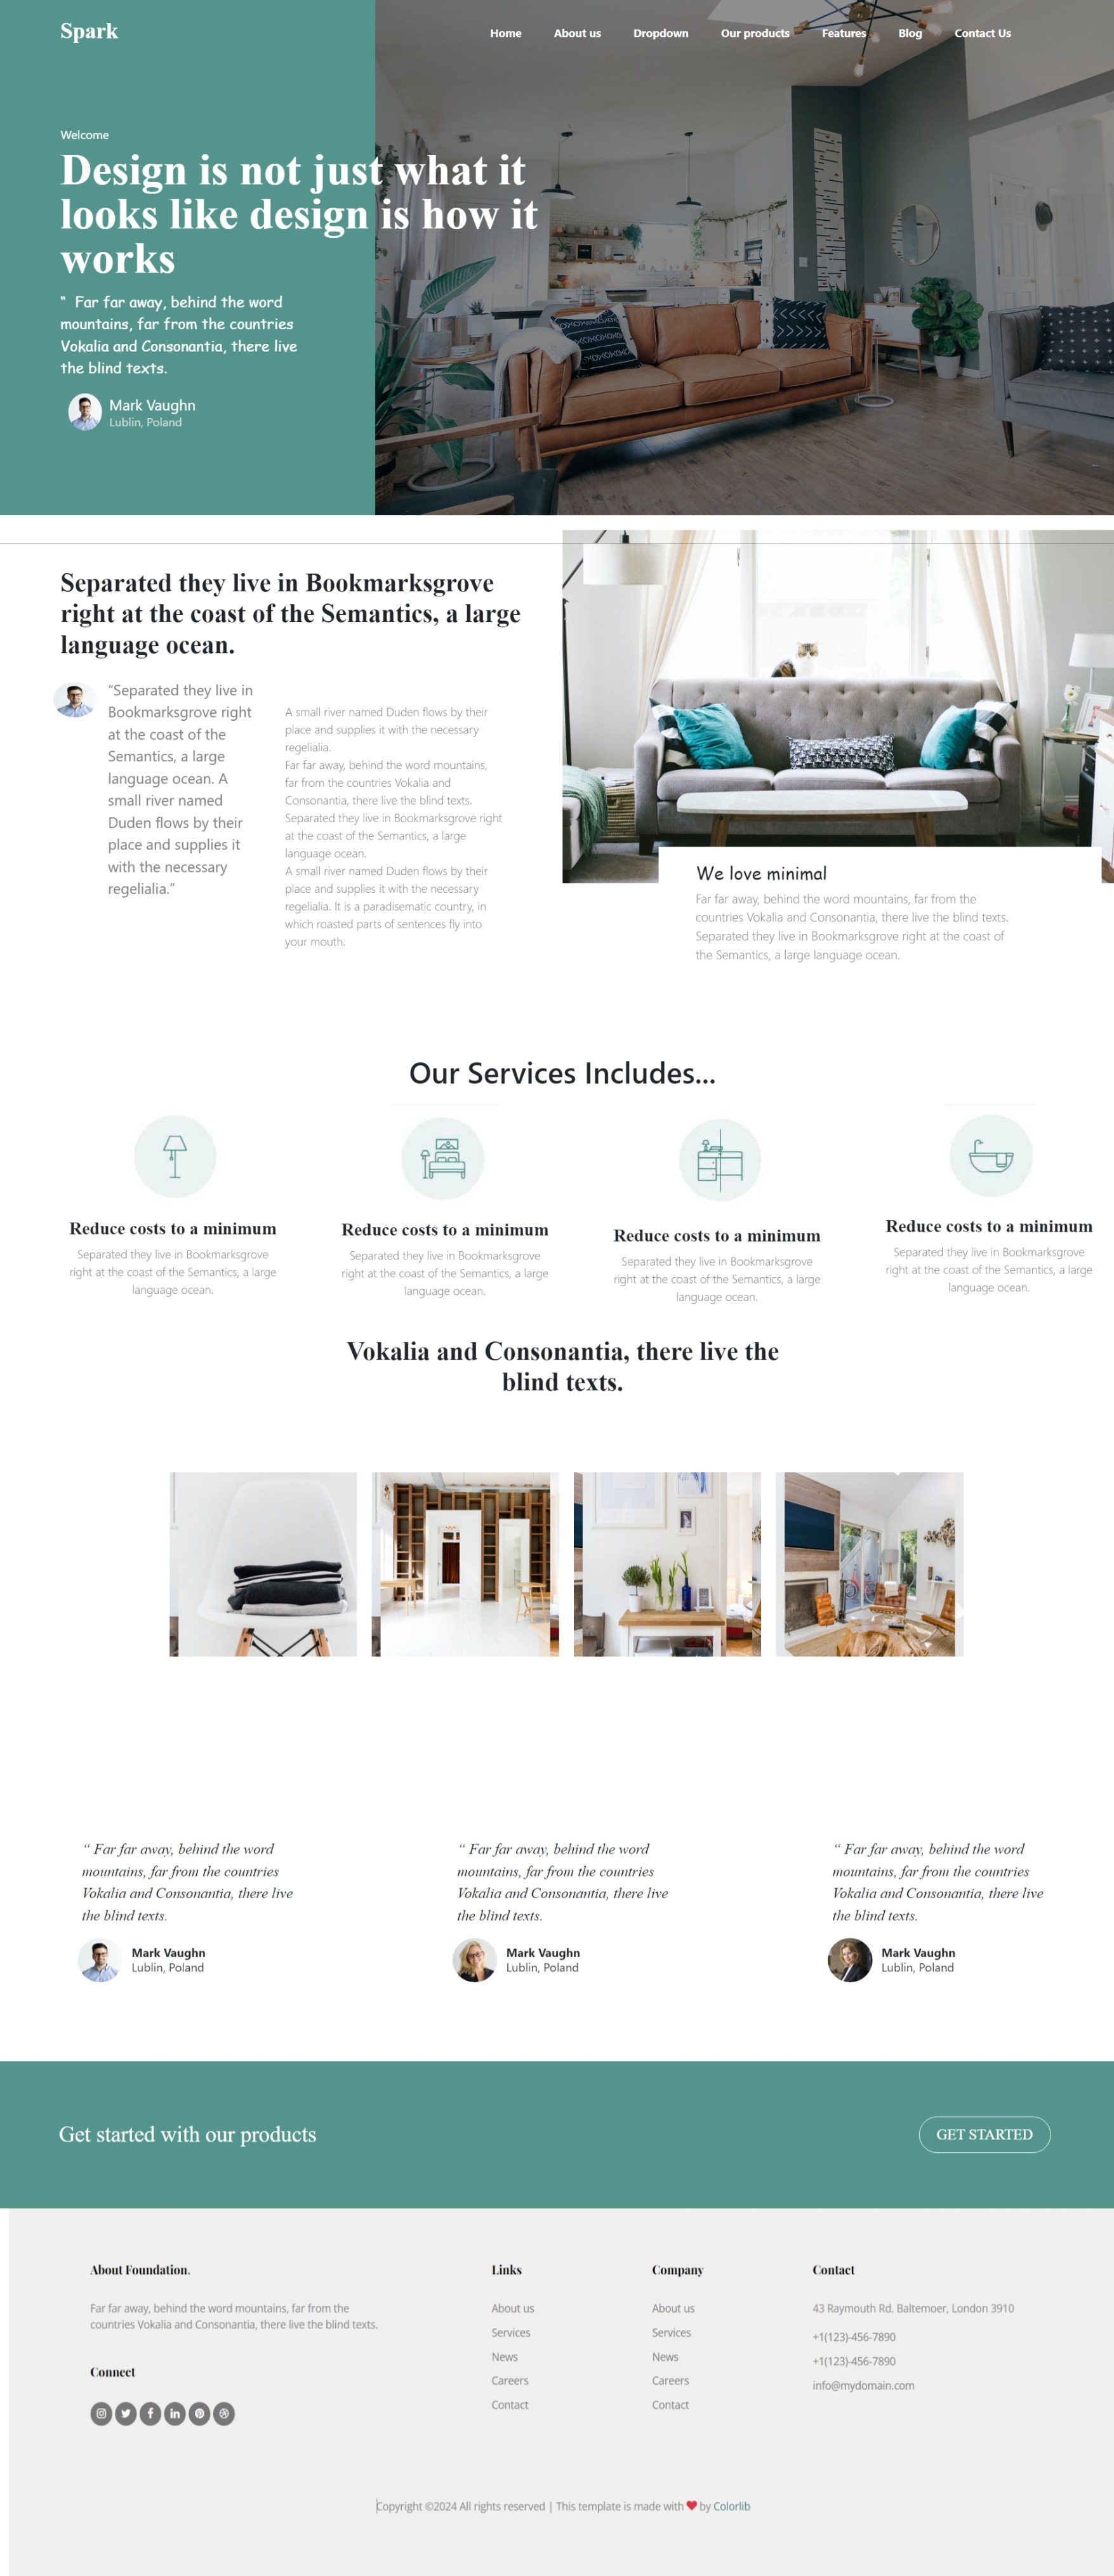 Spark
Home About us Dropdown Our products Features Blog Contact Us
Welcome
Design is not just what it
looks like design is how it
works
“ Far far away, behind the word
mountains, far from the countries
Vokalia and Consonantia, there live
the blind texts.
Mark Vaughn
Lublin, Poland
Separated they live in Bookmarksgrove
right at the coast of the Semantics, a large
language ocean.
“Separated they live in
Bookmarksgrove right
at the coast of the
Semantics, a large
language ocean. A
small river named
Duden flows by their
place and supplies it
with the necessary
regelialia.”
A small river named Duden flows by their
place and supplies it with the necessary
regelialia.
Far far away, behind the word mountains,
far from the countries Vokalia and
Consonantia, there live the blind texts.
Separated they live in Bookmarksgrove right
at the coast of the Semantics, a large
language ocean.
A small river named Duden flows by their
place and supplies it with the necessary
regelialia. It is a paradisematic country, in
which roasted parts of sentences fly into
your mouth.
We love minimal
Far far away, behind the word mountains, far from the
countries Vokalia and Consonantia, there live the blind texts.
Separated they live in Bookmarksgrove right at the coast of
the Semantics, a large language ocean.
Our Services Includes...
Reduce costs to a minimum
Separated they live in Bookmarksgrove
right at the coast of the Semantics, a large
language ocean.
Reduce costs to a minimum
Separated they live in Bookmarksgrove
right at the coast of the Semantics, a large
language ocean.
Reduce costs to a minimum
Separated they live in Bookmarksgrove
right at the coast of the Semantics, a large
language ocean.
Reduce costs to a minimum
Separated they live in Bookmarksgrove
right at the coast of the Semantics, a large
language ocean.
Vokalia and Consonantia, there live the
blind texts.
“ Far far away, behind the word
mountains, far from the countries
Vokalia and Consonantia, there live
the blind texts.
Mark Vaughn
Lublin, Poland
“ Far far away, behind the word
mountains, far from the countries
Vokalia and Consonantia, there live
the blind texts.
Mark Vaughn
Lublin, Poland
“ Far far away, behind the word
mountains, far from the countries
Vokalia and Consonantia, there live
the blind texts.
Mark Vaughn
Lublin, Poland
Get started with our products
GET STARTED
About Foundation.
Far far away, behind the word mountains, far from the
countries Vokalia and Consonantia, there live the blind texts.
Connect
Links
About us
Services
News
Careers
Contact
Company
About us
Services
News
Careers
Contact
Contact
43 Raymouth Rd. Baltemoer, London 3910
+1(123)-456-7890
+1(123)-456-7890
info@mydomain.com
Copyright ©2024 All rights reserved | This template is made with ❤ by Colorlib